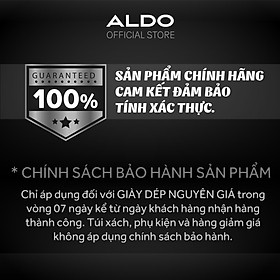 ALDO
OFFICIAL STORE
GUARANTEED
100%
SẢN PHẨM CHÍNH HÃNG
CAM KẾT ĐẢM BẢO
TÍNH XÁC THỰC.
* CHÍNH SÁCH BẢO HÀNH SẢN PHẨM
Chỉ áp dụng đối với GIÀY DÉP NGUYÊN GIÁ trong
vòng 07 ngày kể từ ngày khách hàng nhận hàng
thành công. Túi xách, phụ kiện và hàng giảm giá
không áp dụng chính sách bảo hành.